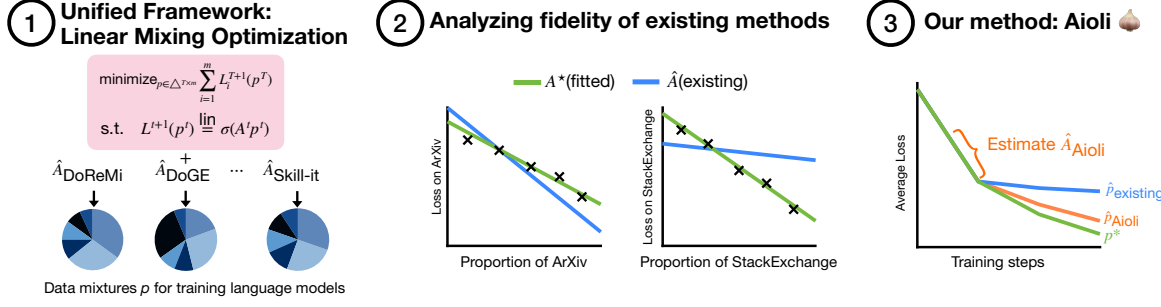 1
Unified Framework:
Linear Mixing Optimization
minimize_{p∈△^{T×m}} ∑_{i=1}^{m} L_i^{T+1}(p^T)
s.t. L^{t+1}(p^t) \overset{lin}{=} σ(A^t p^t)
+
Â_DoReMi Â_DoGE ... Â_Skill-it
Data mixtures p for training language models
2
Analyzing fidelity of existing methods
A*(fitted) Â(existing)
Loss on ArXiv
Proportion of ArXiv
Loss on StackExchange
Proportion of StackExchange
3
Our method: Aioli 🧄
Average Loss
Estimate Â_Aioli
p̂_existing
p̂_Aioli
p*
Training steps